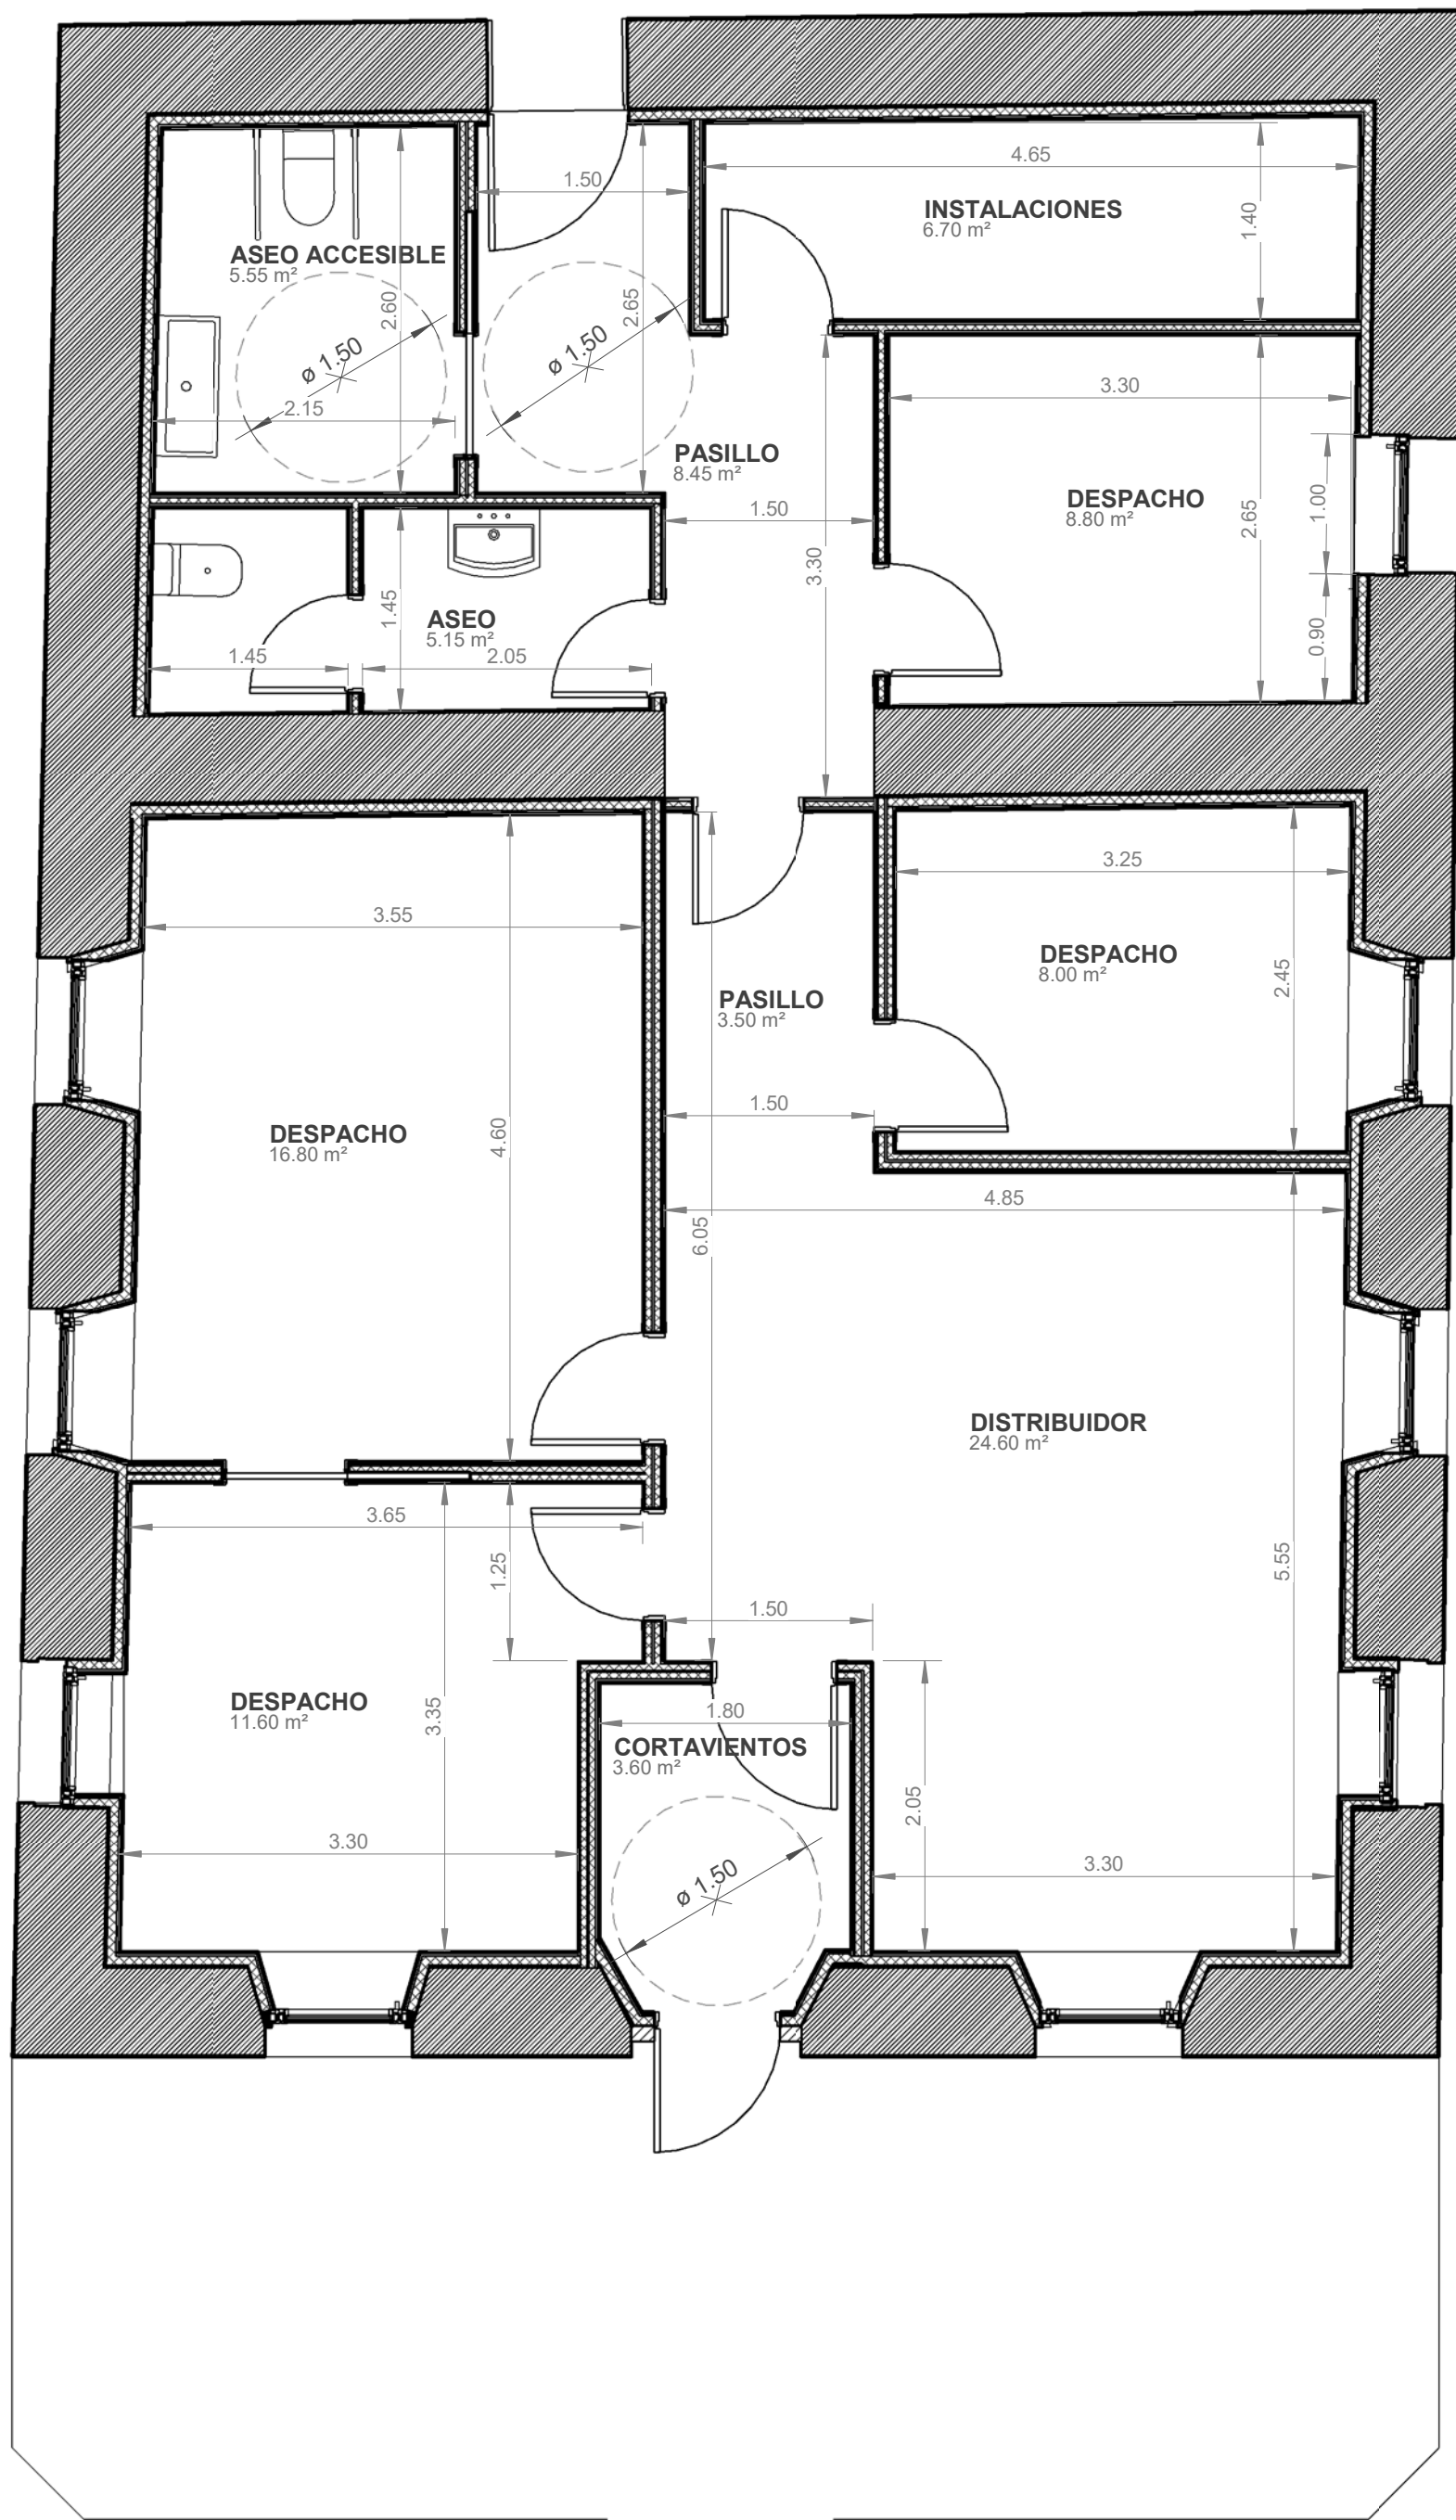 4.65
1.50
INSTALACIONES
6.70 m²
1.40
ASEO ACCESIBLE
5.55 m²
2.60
2.65
ø 1.50
ø 1.50
2.15
3.30
PASILLO
8.45 m²
DESPACHO
8.80 m²
1.00
1.50
2.65
3.30
0.90
1.45
ASEO
5.15 m²
1.45
2.05
3.25
3.55
DESPACHO
8.00 m²
2.45
PASILLO
3.50 m²
1.50
DESPACHO
16.80 m²
4.60
4.85
6.05
DISTRIBUIDOR
24.60 m²
3.65
1.25
5.55
1.50
DESPACHO
11.60 m²
3.35
1.80
CORTAVIENTOS
3.60 m²
2.05
3.30
ø 1.50
3.30